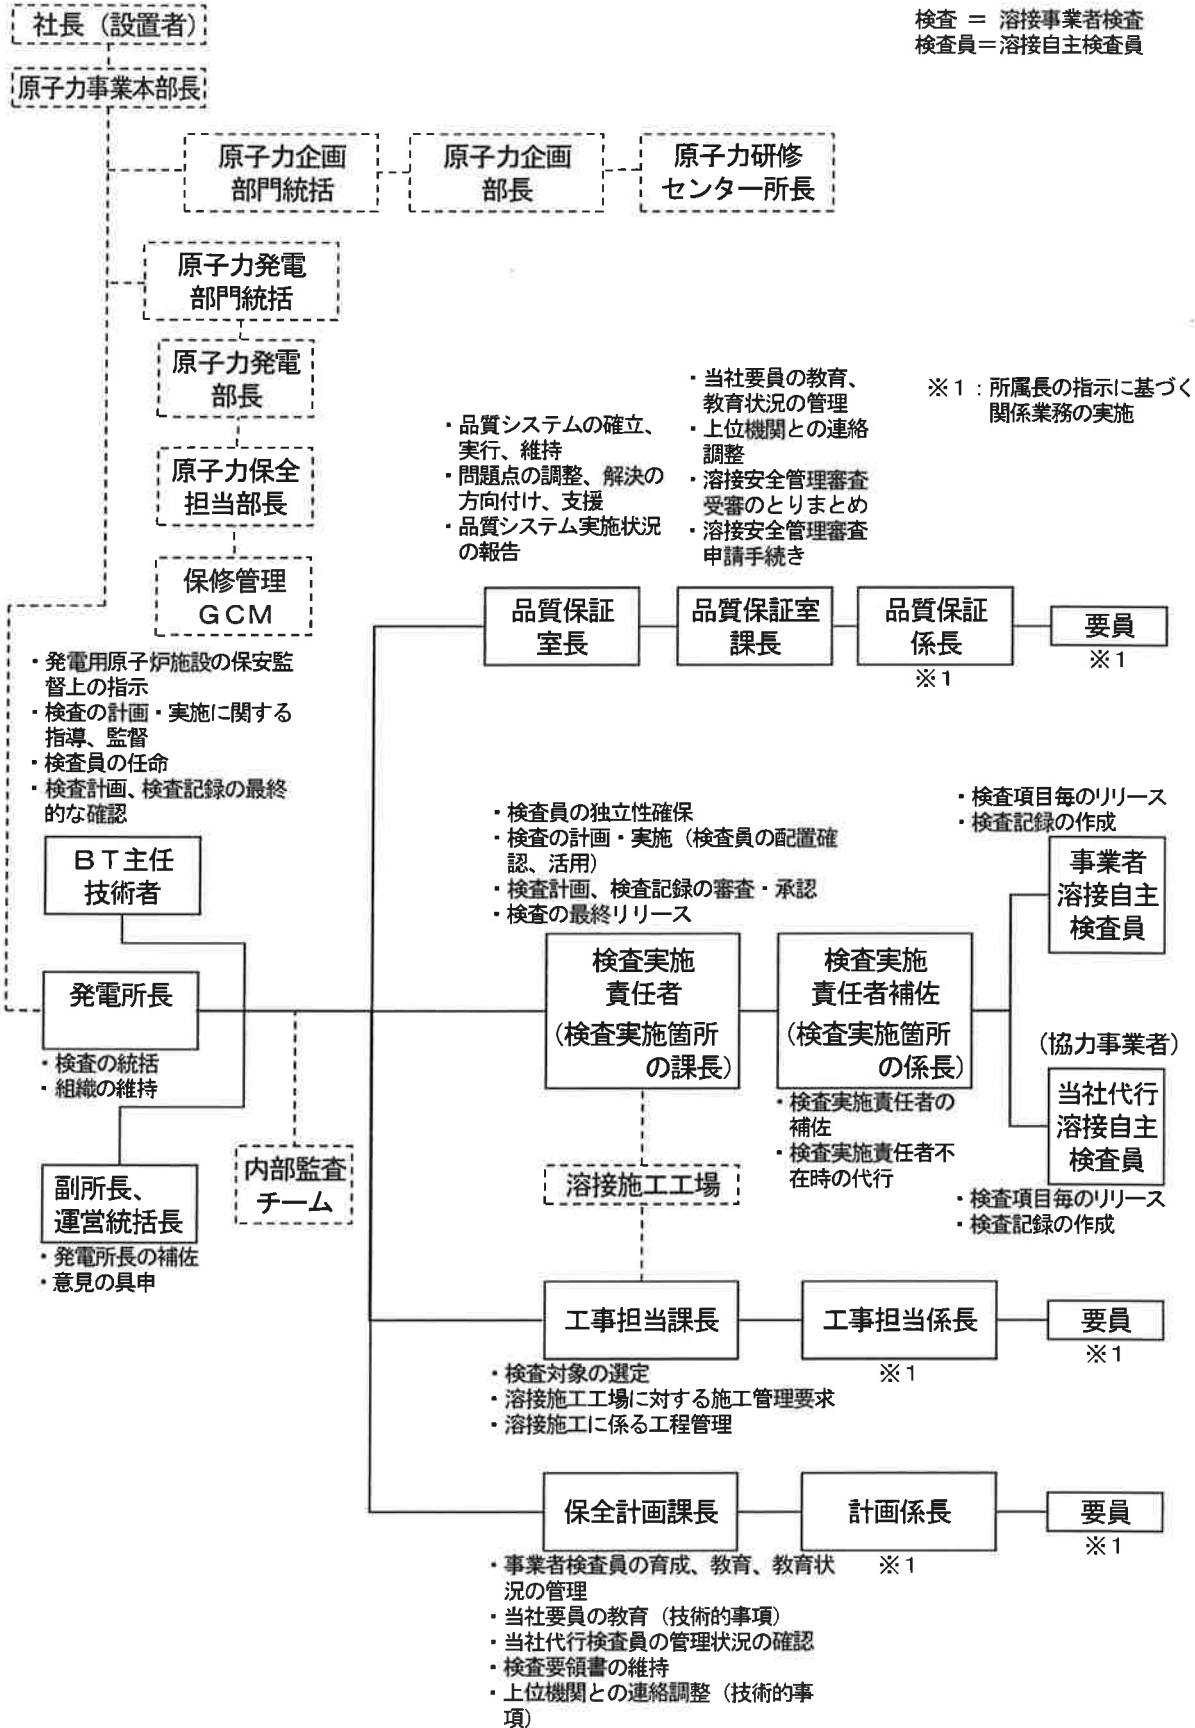 社長（設置者）
検査 ＝ 溶接事業者検査
検査員＝溶接自主検査員
原子力事業本部長
原子力企画
部門統括
原子力企画
部長
原子力研修
センター所長
原子力発電
部門統括
原子力発電
部長
原子力保全
担当部長
保修管理
ＧＣＭ
※１：所属長の指示に基づく
関係業務の実施
・品質システムの確立、
実行、維持
・問題点の調整、解決の
方向付け、支援
・品質システム実施状況
の報告
・当社要員の教育、
教育状況の管理
・上位機関との連絡
調整
・溶接安全管理審査
受審のとりまとめ
・溶接安全管理審査
申請手続き
品質保証
室長
品質保証室
課長
品質保証
係長
※１
要員
※１
・発電用原子炉施設の保安監
督上の指示
・検査の計画・実施に関する
指導、監督
・検査員の任命
・検査計画、検査記録の最終
的な確認
ＢＴ主任
技術者
発電所長
・検査の統括
・組織の維持
副所長、
運営統括長
・発電所長の補佐
・意見の具申
内部監査
チーム
・検査員の独立性確保
・検査の計画・実施（検査員の配置確
認、活用）
・検査計画、検査記録の審査・承認
・検査の最終リリース
検査実施
責任者
（検査実施箇所
の課長）
検査実施
責任者補佐
（検査実施箇所
の係長）
・検査実施責任者の
補佐
・検査実施責任者不
在時の代行
・検査項目毎のリリース
・検査記録の作成
事業者
溶接自主
検査員
（協力事業者）
当社代行
溶接自主
検査員
・検査項目毎のリリース
・検査記録の作成
溶接施工工場
工事担当課長
・検査対象の選定
・溶接施工工場に対する施工管理要求
・溶接施工に係る工程管理
工事担当係長
※１
要員
※１
保全計画課長
・事業者検査員の育成、教育、教育状
況の管理
・当社要員の教育（技術的事項）
・当社代行検査員の管理状況の確認
・検査要領書の維持
・上位機関との連絡調整（技術的事
項）
計画係長
※１
要員
※１